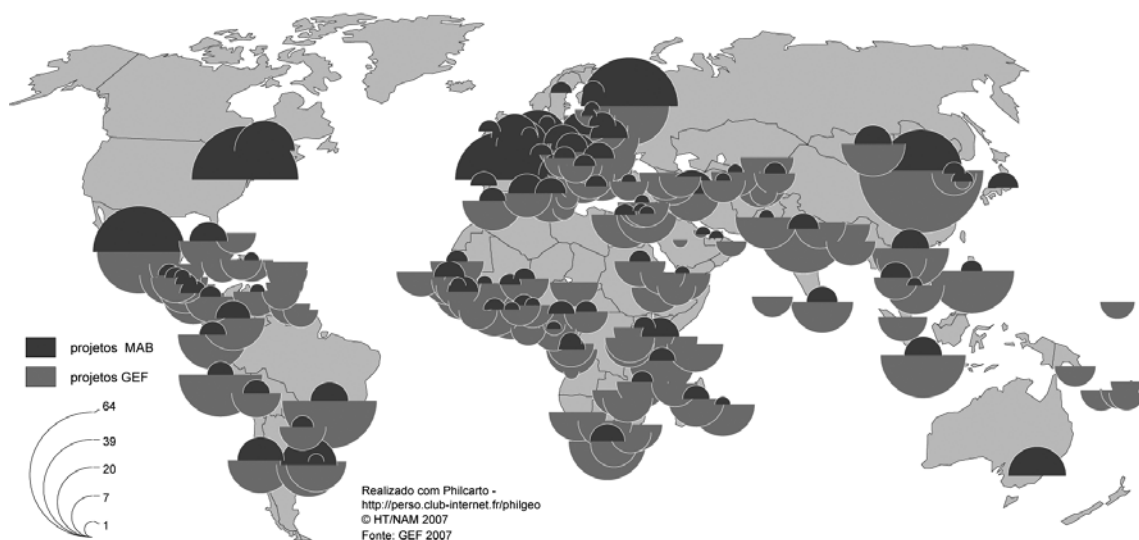 projetos MAB
projetos GEF
64
39
20
7
1
Realizado com Philcarto -
http://perso.club-internet.fr/philgeo
© HT/NAM 2007
Fonte: GEF 2007